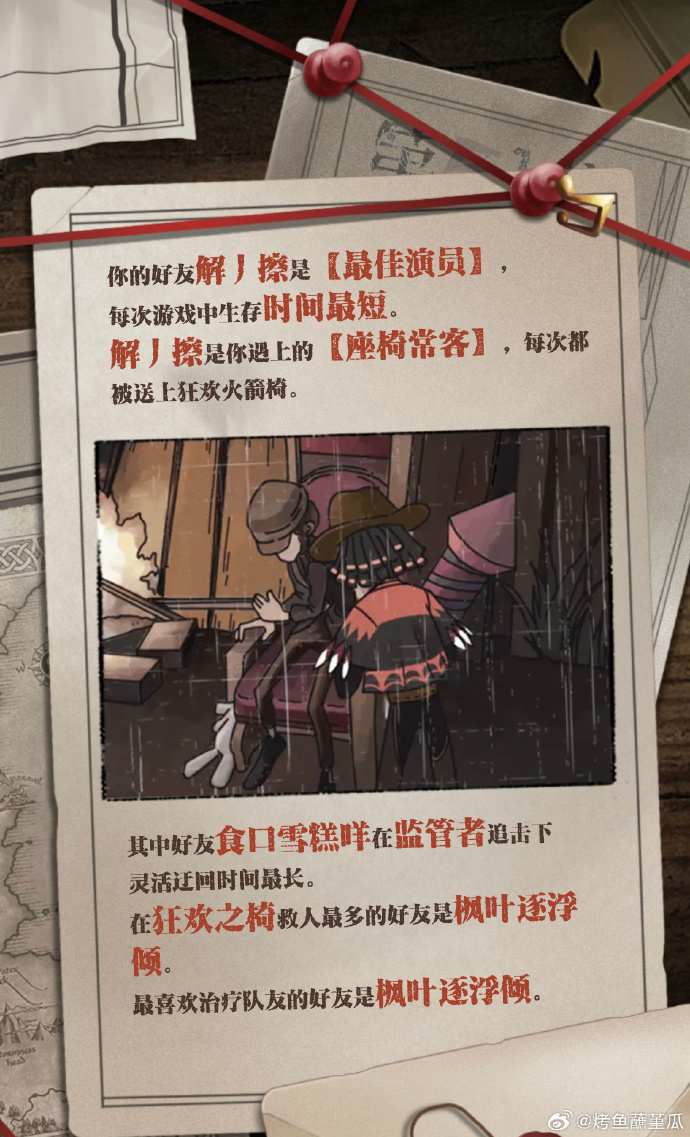 你的好友解丿擦是【最佳演员】，
每次游戏中生存时间最短。
解丿擦是你遇上的【座椅常客】，每次都
被送上狂欢火箭椅。
其中好友食口雪糕咩在监管者追击下
灵活迂回时间最长。
在狂欢之椅救人最多的好友是枫叶逐浮
倾。
最喜欢治疗队友的好友是枫叶逐浮倾。
@烤鱼蘸堇瓜